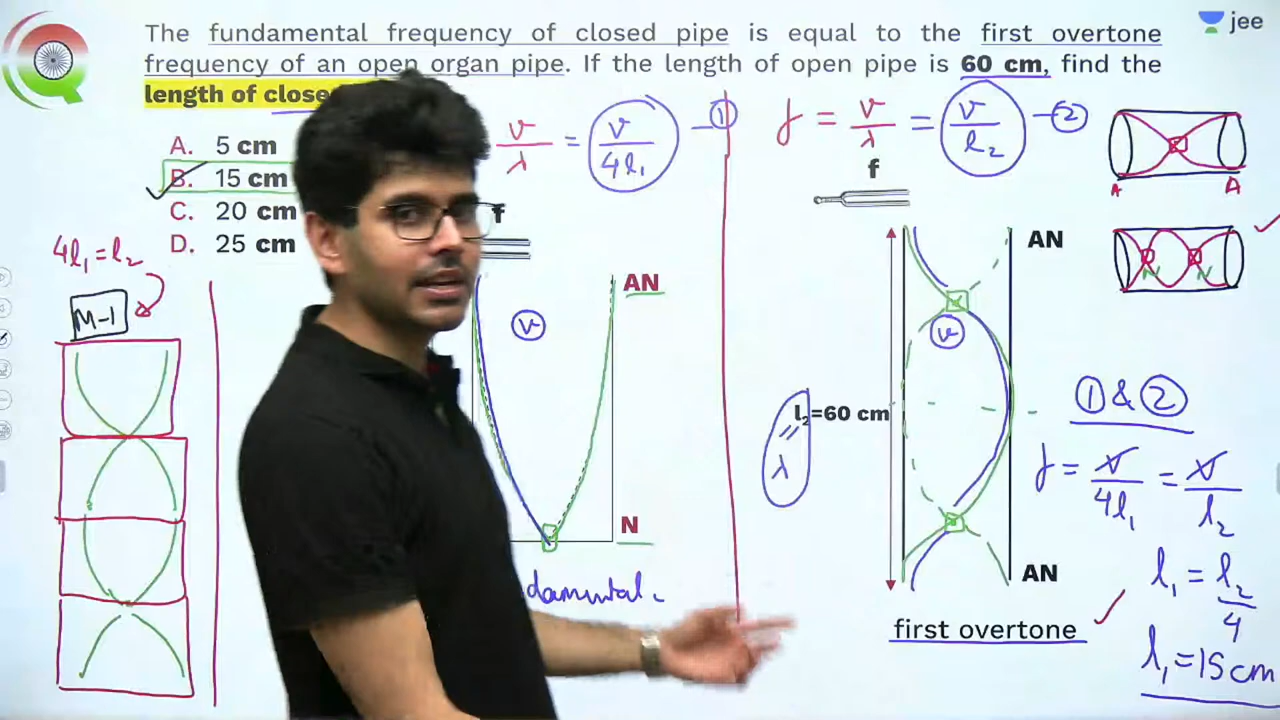 The fundamental frequency of closed pipe is equal to the first overtone
frequency of an open organ pipe. If the length of open pipe is 60 cm, find the
length of close
jee
A. 5 cm
B. 15 cm
C. 20 cm
D. 25 cm
4l₁=l₂
M-1
v/λ = v/4l₁ -①
f
AN
v
N
damental.
f = v/λ = v/l₂ -②
f
AN
v
l₂=60 cm
λ
AN
first overtone
A A
N N
① & ②
f = v/4l₁ = v/l₂
l₁ = l₂/4
l₁ = 15 cm